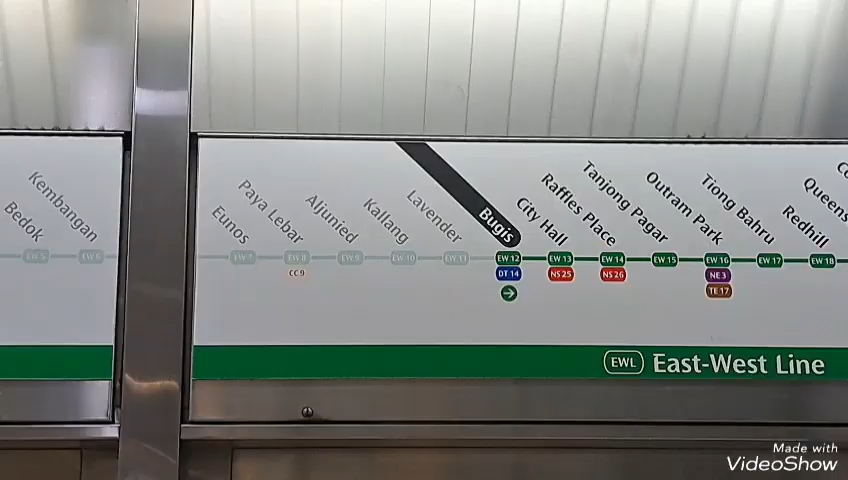 Bedok
Kembangan
Eunos
Paya Lebar
Aljunied
Kallang
Lavender
Bugis
City Hall
Raffles Place
Tanjong Pagar
Outram Park
Tiong Bahru
Redhill
Queens
Co
EW 5
EW 6
EW 7
EW 8
EW 9
EW 10
EW 11
EW 12
EW 13
EW 14
EW 15
EW 16
EW 17
EW 18
CC 9
DT 14
NS 25
NS 26
NE 3
TE 17
EWL East-West Line
Made with
VideoShow